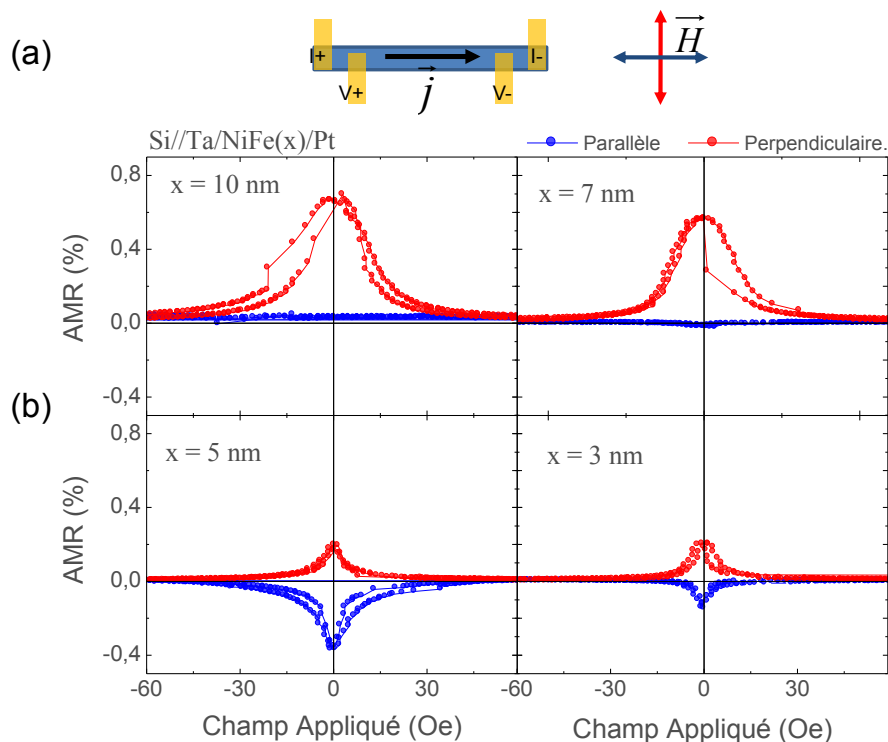 (a)
I+ I-
V+ j V-
H
Si//Ta/NiFe(x)/Pt
Parallèle Perpendiculaire.
x = 10 nm x = 7 nm
AMR (%)
0,8
0,4
0,0
-0,4
(b)
x = 5 nm x = 3 nm
AMR (%)
0,8
0,4
0,0
-0,4
-60 -30 0 30 -60 -30 0 30
Champ Appliqué (Oe) Champ Appliqué (Oe)